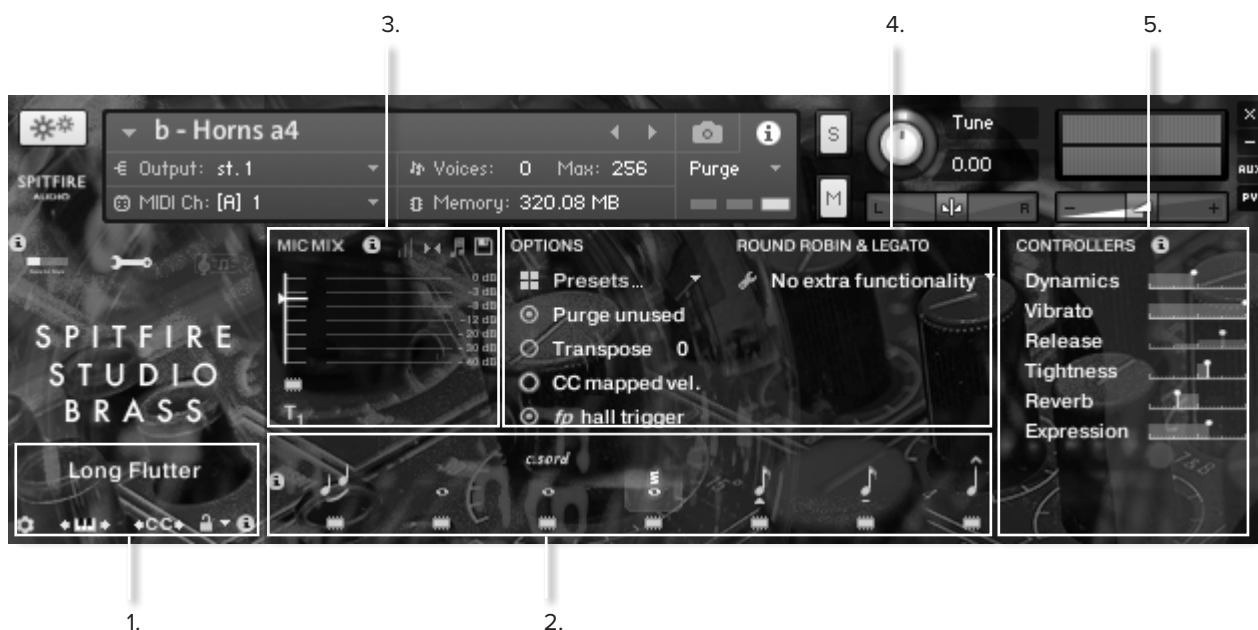 3.
4.
5.
b - Horns a4
S
Tune
0.00
×
-
AUX
PV
SPITFIRE
AUDIO
Output: st.1
Voices: 0 Max: 256
Purge
MIDI Ch: [A] 1
Memory: 320.08 MB
M
L
R
-
+
MIC MIX
0 dB
-3 dB
-12 dB
-20 dB
-30 dB
-40 dB
T1
OPTIONS
ROUND ROBIN & LEGATO
Presets...
No extra functionality
Purge unused
Transpose 0
CC mapped vel.
fp hall trigger
CONTROLLERS
Dynamics
Vibrato
Release
Tightness
Reverb
Expression
SPITFIRE
STUDIO
BRASS
Long Flutter
CC
c.sord
15°
788
1.
2.